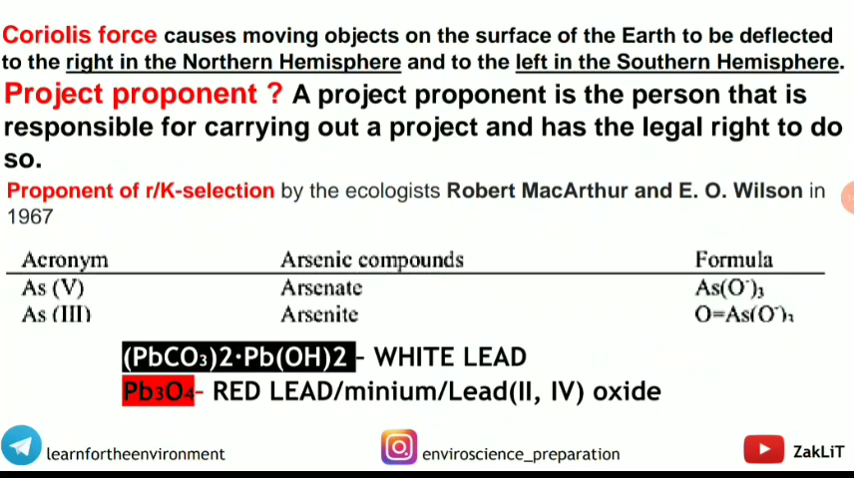 Coriolis force causes moving objects on the surface of the Earth to be deflected
to the right in the Northern Hemisphere and to the left in the Southern Hemisphere.
Project proponent ? A project proponent is the person that is
responsible for carrying out a project and has the legal right to do
so.
Proponent of r/K-selection by the ecologists Robert MacArthur and E. O. Wilson in
1967
Acronym Arsenic compounds Formula
As (V) Arsenate As(O⁻)₃
As (III) Arsenite O=As(O⁻)₃
(PbCO₃)2·Pb(OH)2 - WHITE LEAD
Pb₃O₄- RED LEAD/minium/Lead(II, IV) oxide
learnfortheenvironment enviroscience_preparation ZakLiT